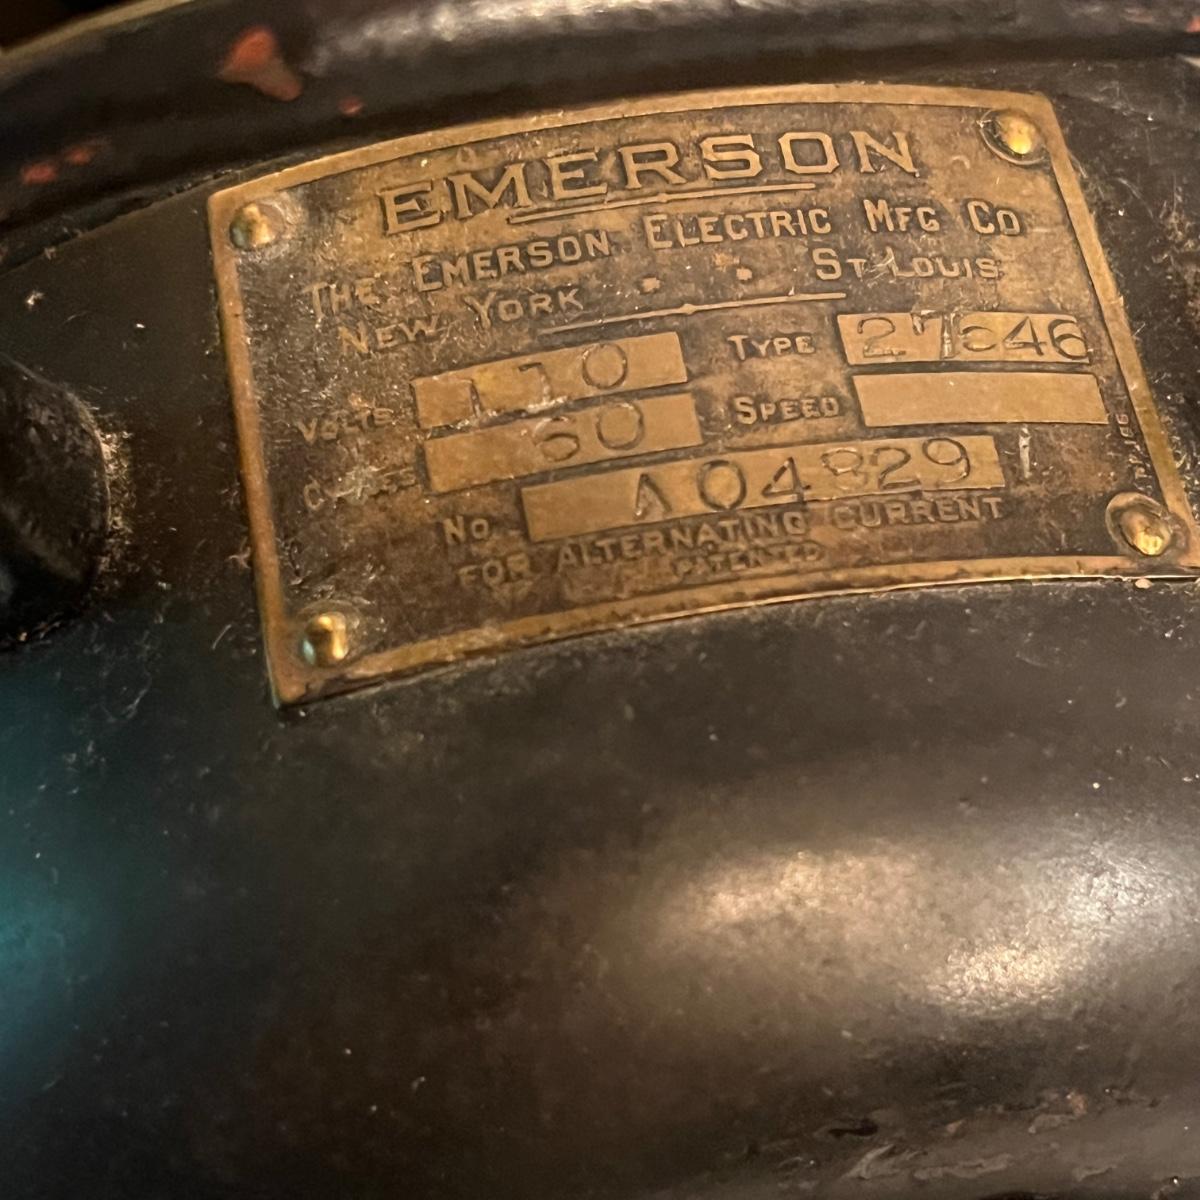 EMERSON
THE EMERSON ELECTRIC MFG CO
NEW YORK ST LOUIS
VOLTS 110 TYPE 27646
CYCLES 60 SPEED
No A04829
FOR ALTERNATING CURRENT
PATENTED